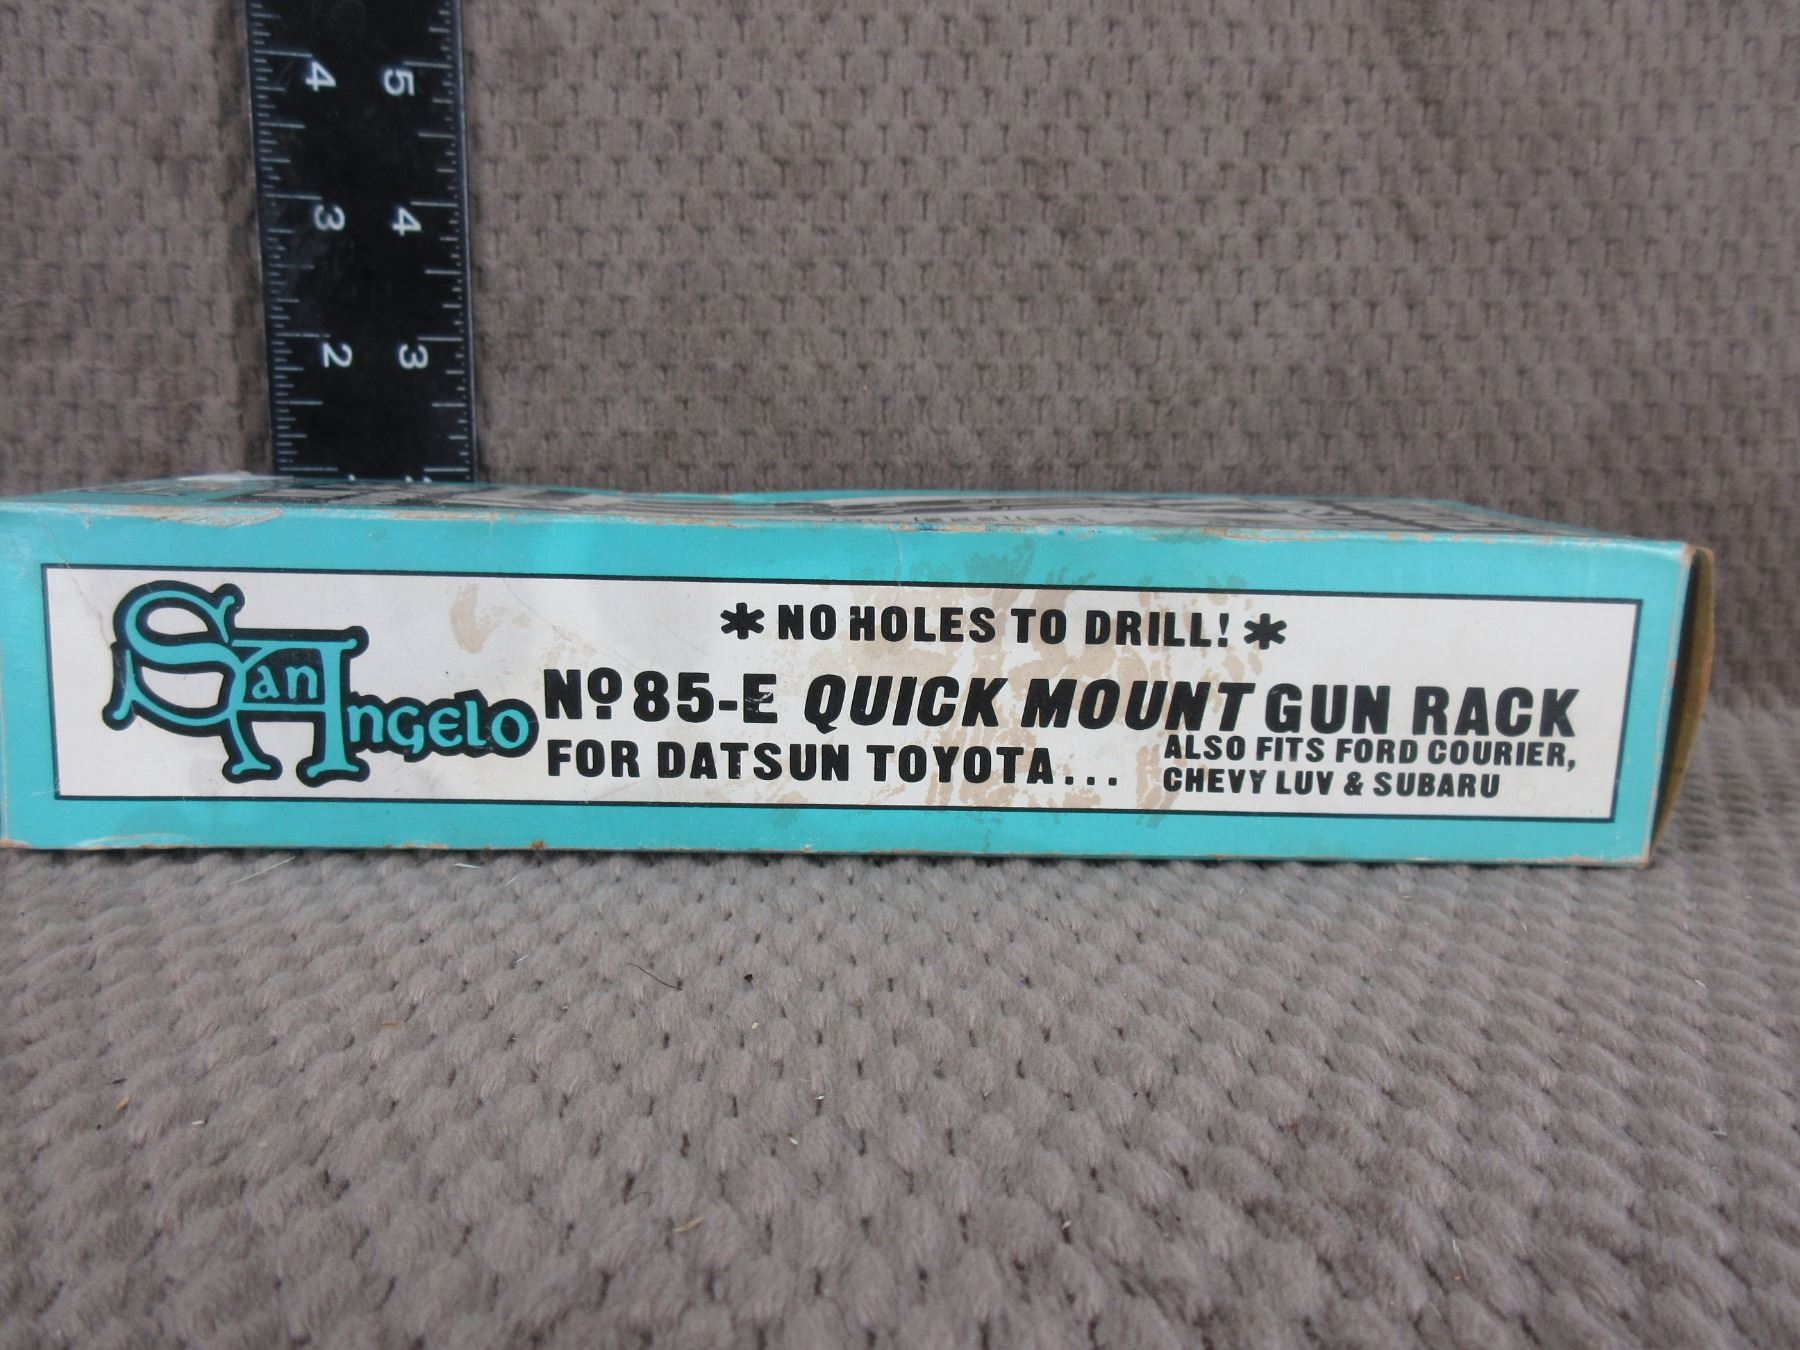 4 5
3 4
2 3
San Angelo
* NO HOLES TO DRILL! *
Nº 85-E QUICK MOUNT GUN RACK
FOR DATSUN TOYOTA...
ALSO FITS FORD COURIER,
CHEVY LUV & SUBARU